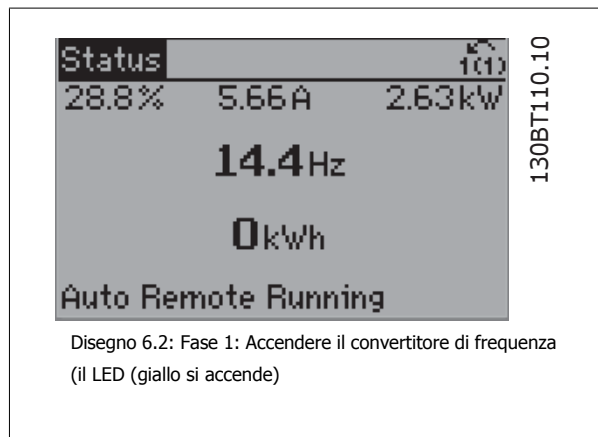 Status
1(1)
28.8% 5.66A 2.63kW
14.4Hz
0kWh
Auto Remote Running
130BT110.10
Disegno 6.2: Fase 1: Accendere il convertitore di frequenza
(il LED (giallo si accende)